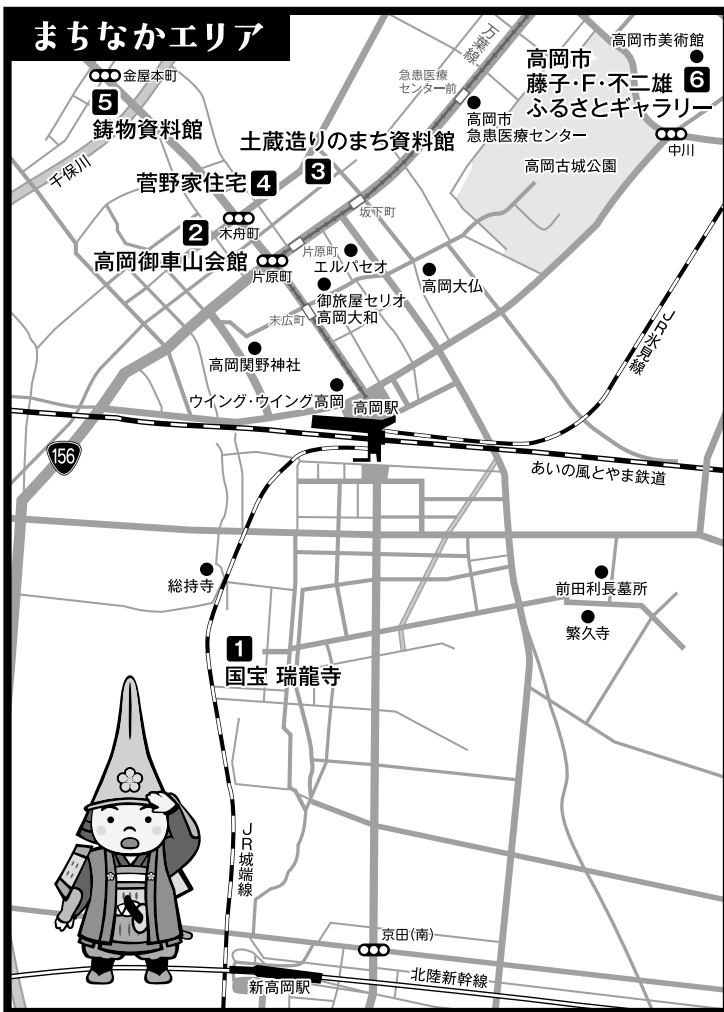 まちなかエリア
金屋本町
5
鋳物資料館
千保川
万葉線
急患医療
センター前
高岡市
急患医療センター
高岡市美術館
高岡市
藤子・F・不二雄
ふるさとギャラリー
6
中川
高岡古城公園
土蔵造りのまち資料館
3
菅野家住宅
4
木舟町
2
高岡御車山会館
片原町
片原町
坂下町
エルパセオ
高岡大仏
御旅屋セリオ
高岡大和
末広町
高岡関野神社
ウイング・ウイング高岡
高岡駅
JR氷見線
156
あいの風とやま鉄道
総持寺
前田利長墓所
繁久寺
1
国宝 瑞龍寺
JR城端線
京田(南)
新高岡駅
北陸新幹線